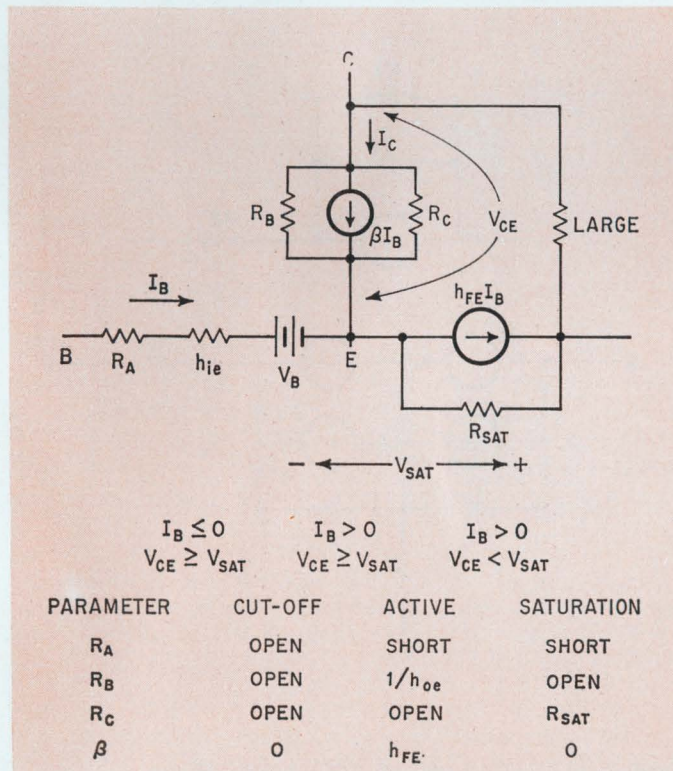 C
I_C
R_B
βI_B
R_C
V_CE
LARGE
I_B
h_FE I_B
B
R_A
h_ie
V_B
E
R_SAT
− V_SAT +
I_B ≤ 0 I_B > 0 I_B > 0
V_CE ≥ V_SAT V_CE ≥ V_SAT V_CE < V_SAT
PARAMETER CUT-OFF ACTIVE SATURATION
R_A OPEN SHORT SHORT
R_B OPEN 1/h_oe OPEN
R_C OPEN OPEN R_SAT
β 0 h_FE. 0